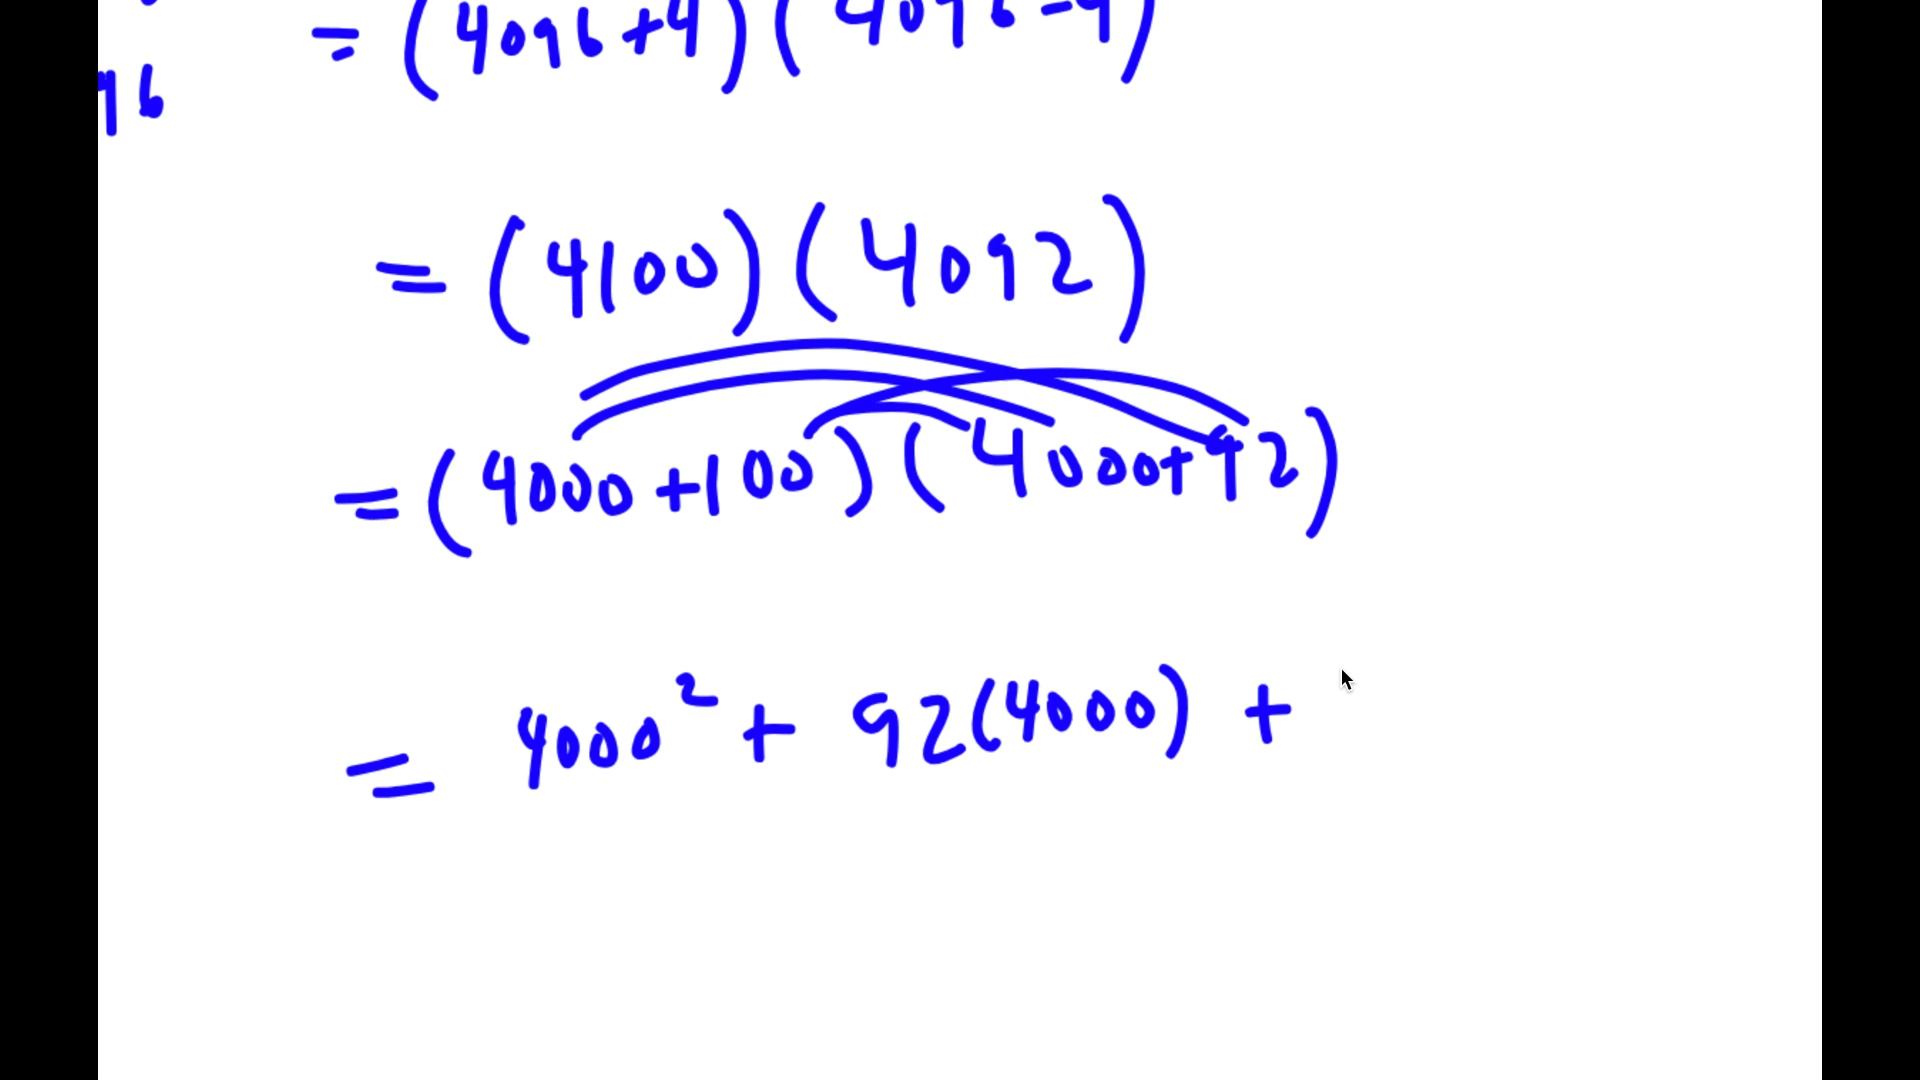 = (4096+4)(4096-4)
96
= (4100)(4092)
= (4000+100)(4000+92)
= 4000² + 92(4000) +